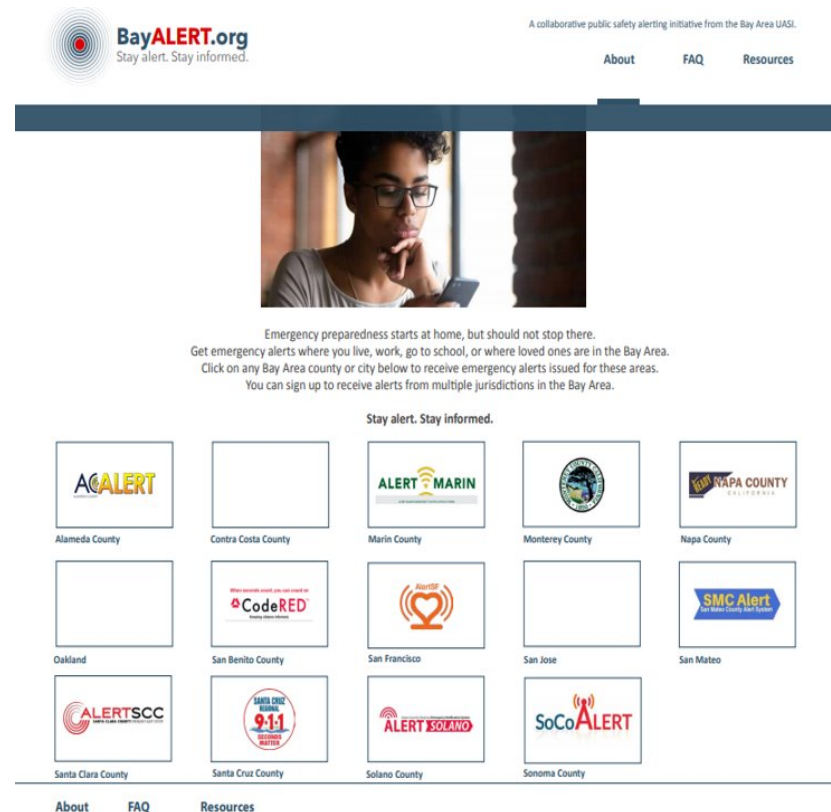 BayALERT.org
Stay alert. Stay informed.
A collaborative public safety alerting initiative from the Bay Area UASI.
About FAQ Resources
Emergency preparedness starts at home, but should not stop there.
Get emergency alerts where you live, work, go to school, or where loved ones are in the Bay Area.
Click on any Bay Area county or city below to receive emergency alerts issued for these areas.
You can sign up to receive alerts from multiple jurisdictions in the Bay Area.
Stay alert. Stay informed.
ACALERT
ALERT MARIN
READY NAPA COUNTY
CALIFORNIA
Alameda County
Contra Costa County
Marin County
Monterey County
Napa County
When seconds count, you can count on
CodeRED
Keeping citizens informed
AlertSF
SMC Alert
San Mateo County Alert System
Oakland
San Benito County
San Francisco
San Jose
San Mateo
ALERTSCC
SANTA CRUZ
REGIONAL
9-1-1
SECONDS
MATTER
ALERT SOLANO
SoCoALERT
Santa Clara County
Santa Cruz County
Solano County
Sonoma County
About FAQ Resources